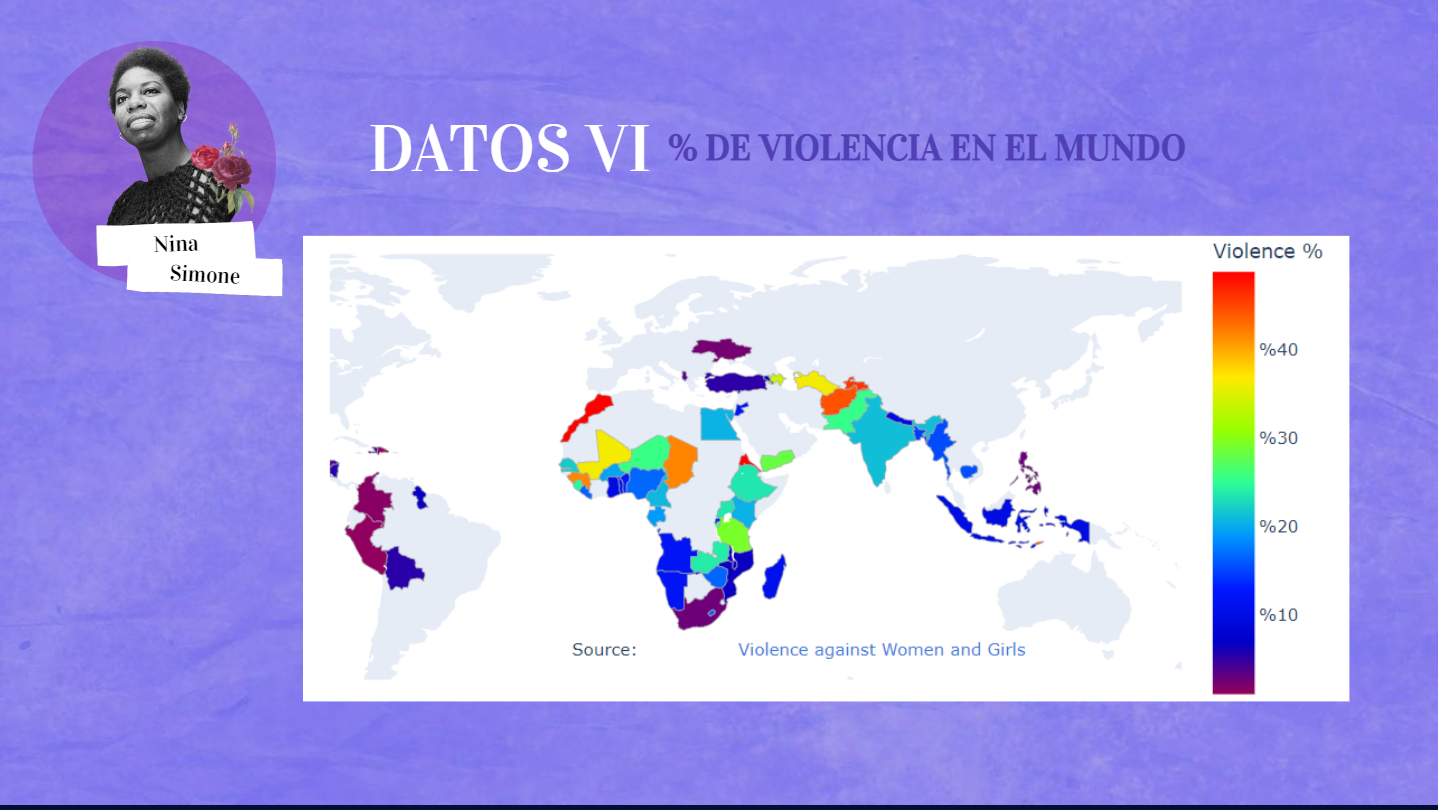 DATOS VI % DE VIOLENCIA EN EL MUNDO
Nina
Simone
Violence %
%40
%30
%20
%10
Source: Violence against Women and Girls